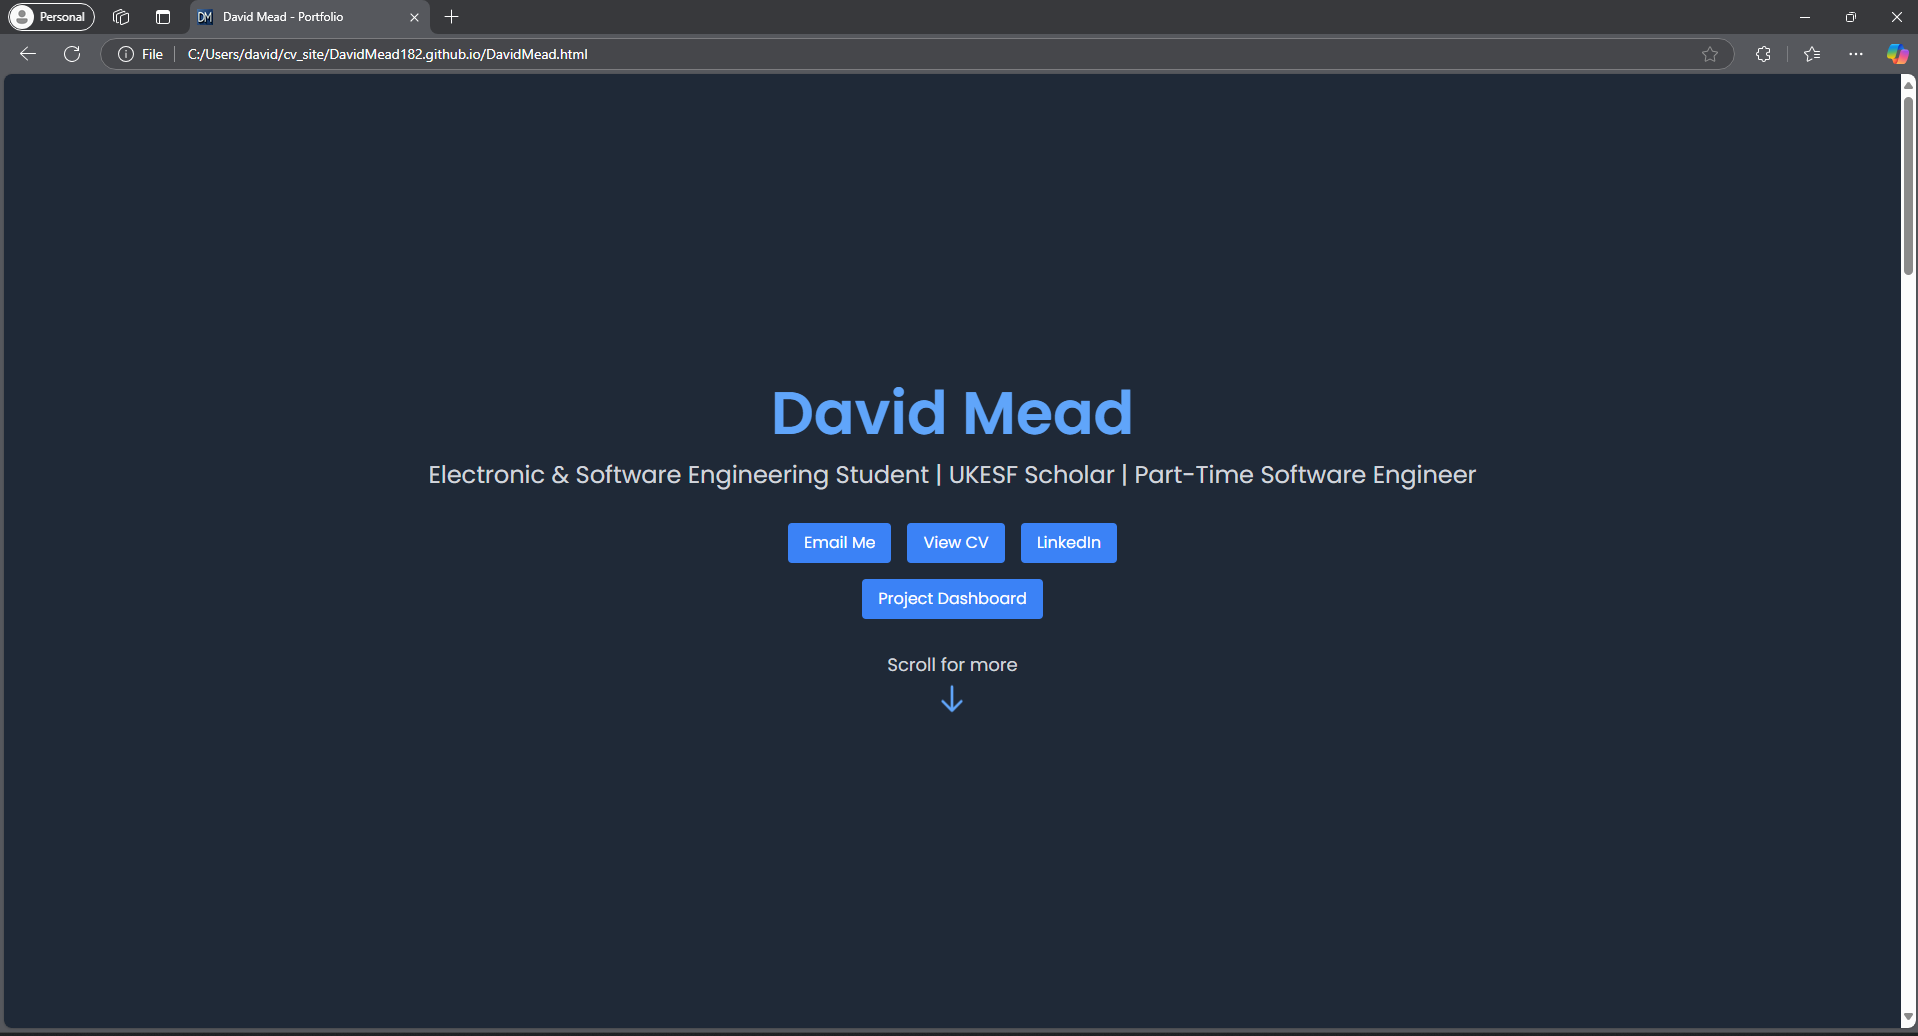 Personal
DM
David Mead - Portfolio
File
C:/Users/david/cv_site/DavidMead182.github.io/DavidMead.html
David Mead
Electronic & Software Engineering Student | UKESF Scholar | Part-Time Software Engineer
Email Me
View CV
LinkedIn
Project Dashboard
Scroll for more